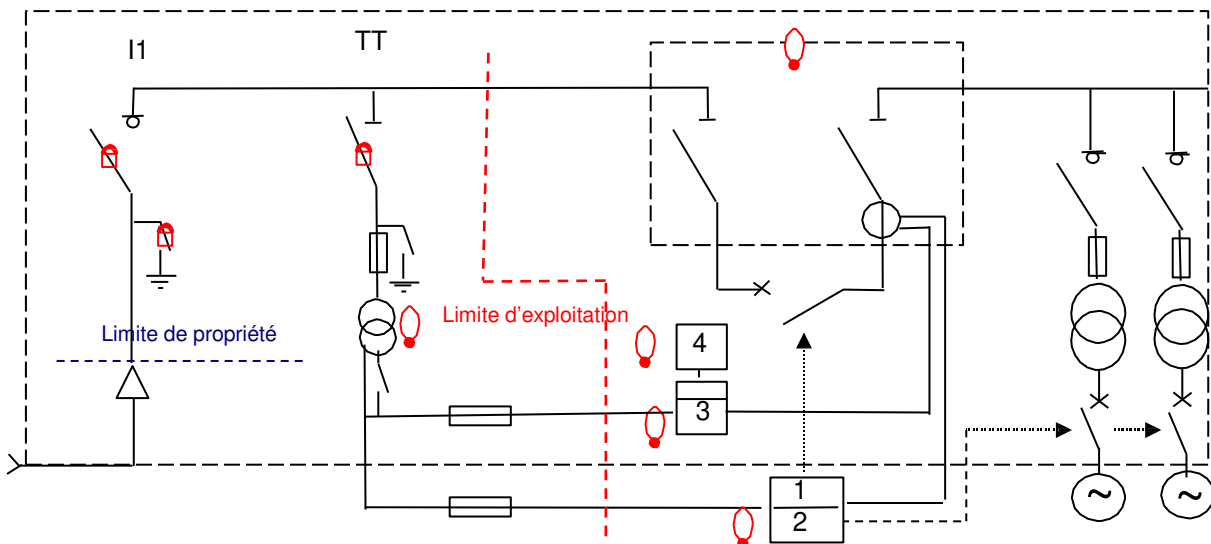 I1
TT
Limite de propriété
Limite d'exploitation
4
3
1
2
~
~